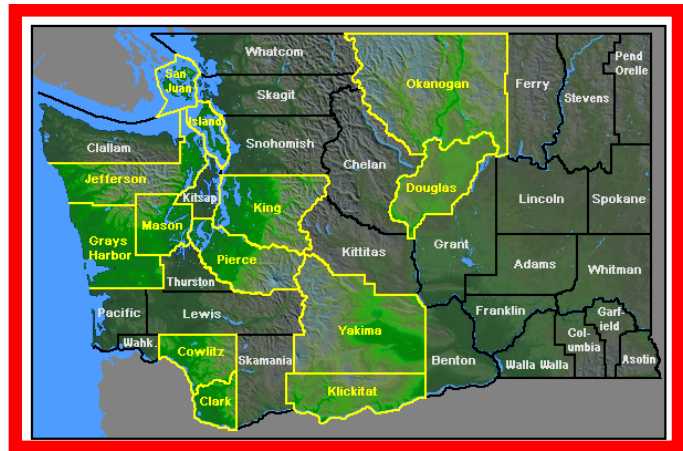 Whatcom
San
Juan
Okanogan
Ferry
Stevens
Pend
Orelle
Skagit
Island
Snohomish
Clallam
Chelan
Jefferson
Kitsap
Douglas
King
Lincoln
Spokane
Mason
Grays
Harbor
Pierce
Kittitas
Grant
Adams
Whitman
Thurston
Pacific
Lewis
Franklin
Garf-
ield
Yakima
Col-
umbia
Wahk.
Cowlitz
Skamania
Benton
Walla Walla
Asotin
Clark
Klickitat